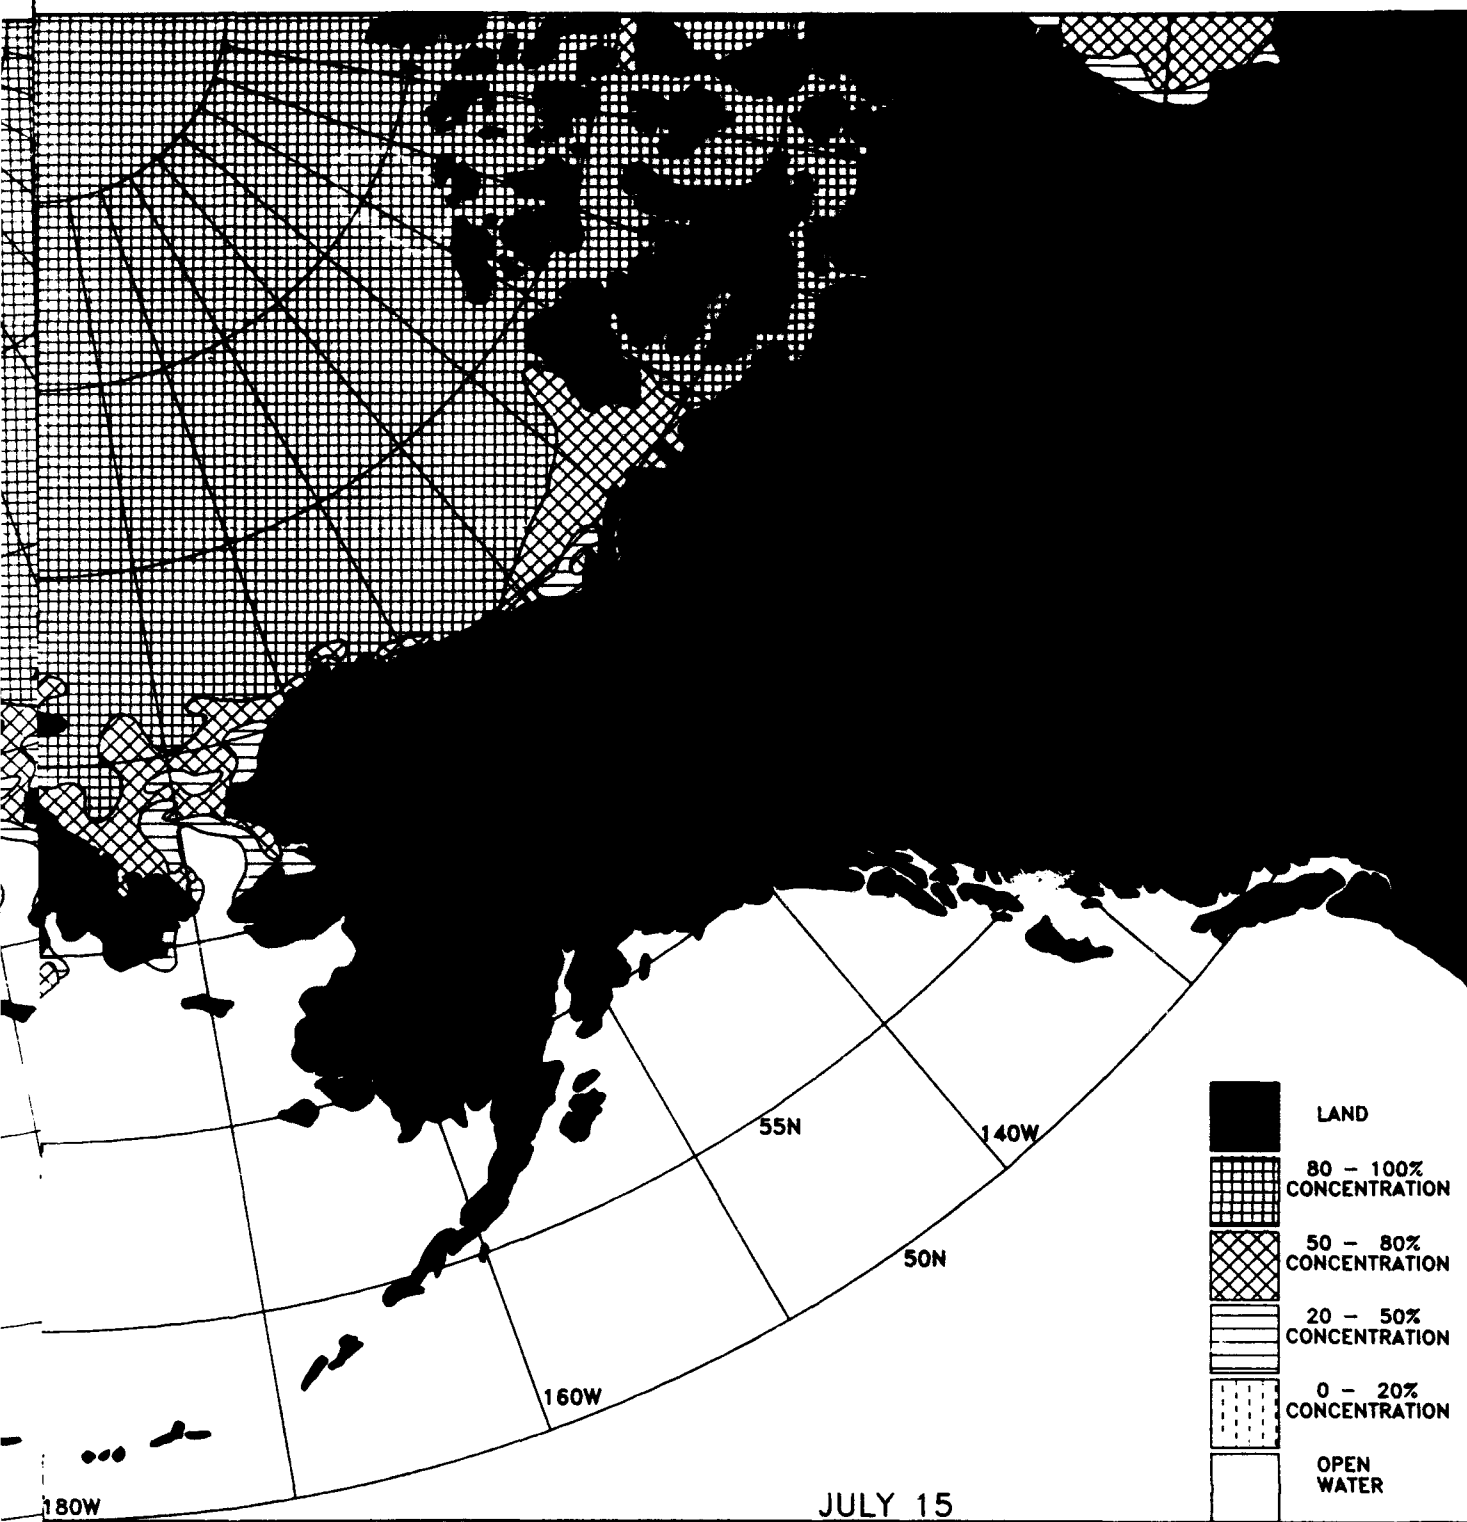 55N
140W
50N
160W
180W
JULY 15
LAND
80 – 100%
CONCENTRATION
50 – 80%
CONCENTRATION
20 – 50%
CONCENTRATION
0 – 20%
CONCENTRATION
OPEN
WATER